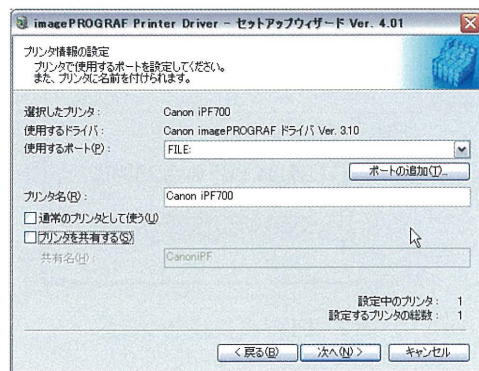 imagePROGRAF Printer Driver - セットアップウィザード Ver. 4.01
プリンタ情報の設定
プリンタで使用するポートを設定してください。
また、プリンタに名前を付けられます。
選択したプリンタ: Canon iPF700
使用するドライバ: Canon imagePROGRAF ドライバ Ver. 3.10
使用するポート(P): FILE:
ポートの追加(T)...
プリンタ名(R): Canon iPF700
通常のプリンタとして使う(U)
プリンタを共有する(S)
共有名(H): CanoniPF
設定中のプリンタ: 1
設定するプリンタの総数: 1
< 戻る(B) 次へ(N) > キャンセル